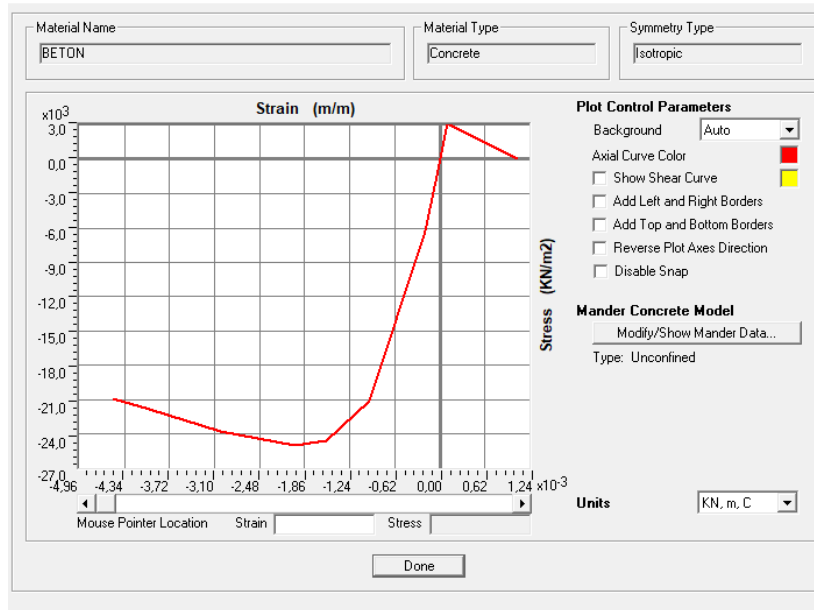 Material Name
BETON
Material Type
Concrete
Symmetry Type
Isotropic
Strain (m/m)
x10³
3,0
0,0
-3,0
-6,0
-9,0
-12,0
-15,0
-18,0
-21,0
-24,0
-27,0
-4,96 -4,34 -3,72 -3,10 -2,48 -1,86 -1,24 -0,62 0,00 0,62 1,24 x10⁻³
Stress (KN/m2)
Mouse Pointer Location Strain Stress
Plot Control Parameters
Background Auto
Axial Curve Color
Show Shear Curve
Add Left and Right Borders
Add Top and Bottom Borders
Reverse Plot Axes Direction
Disable Snap
Mander Concrete Model
Modify/Show Mander Data...
Type: Unconfined
Units KN, m, C
Done